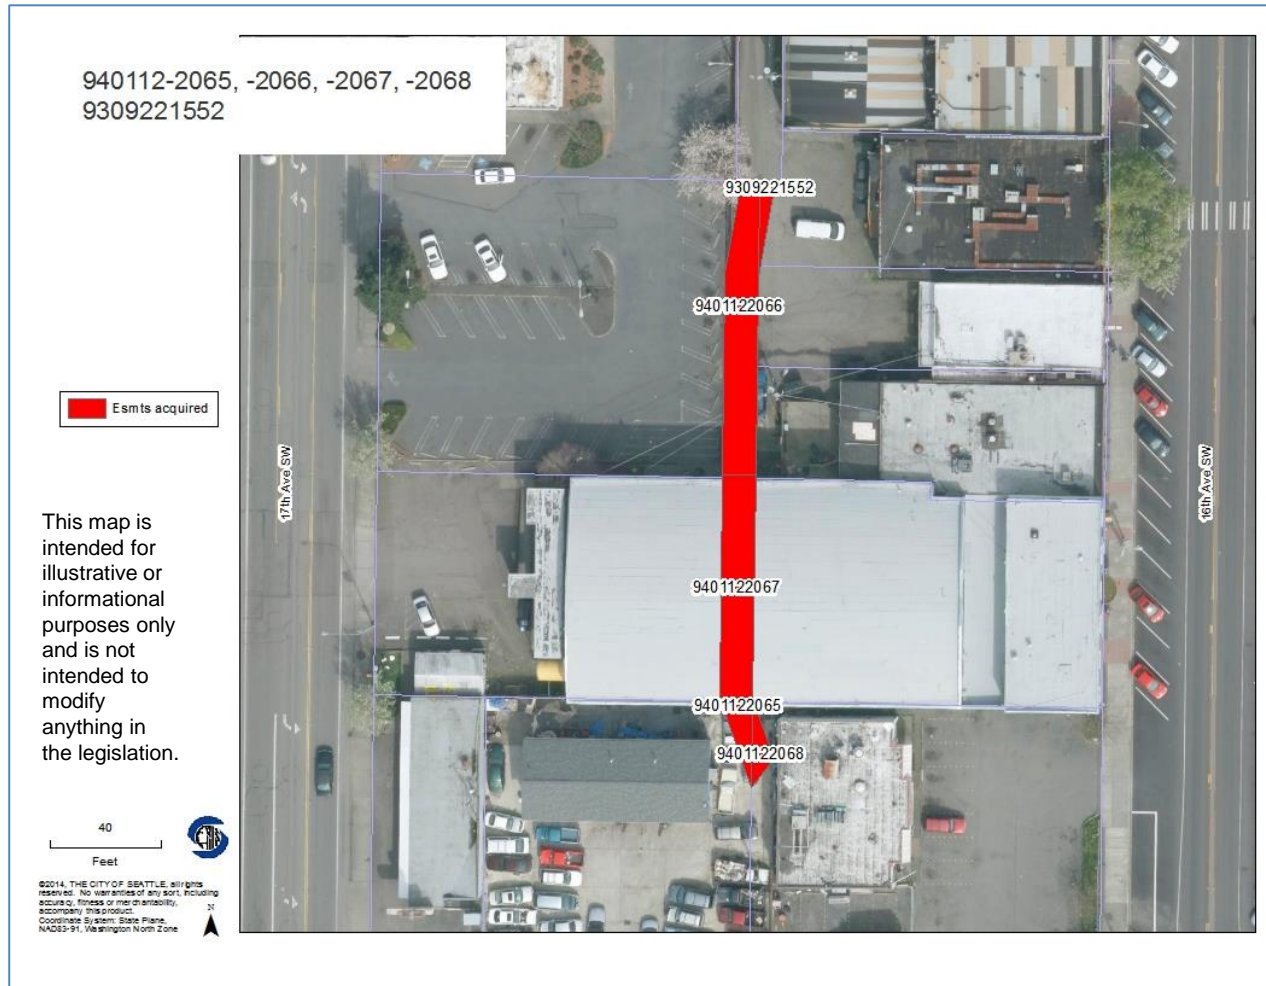 940112-2065, -2066, -2067, -2068
9309221552
9309221552
9401122066
Esmts acquired
17th Ave SW
16th Ave SW
This map is
intended for
illustrative or
informational
purposes only
and is not
intended to
modify
anything in
the legislation.
9401122067
9401122065
9401122068
40
Feet
©2014, THE CITY OF SEATTLE, all rights
reserved. No warranties of any sort, including
accuracy, fitness or merchantability,
accompany this product.
Coordinate System: State Plane,
NAD83-91, Washington North Zone
N